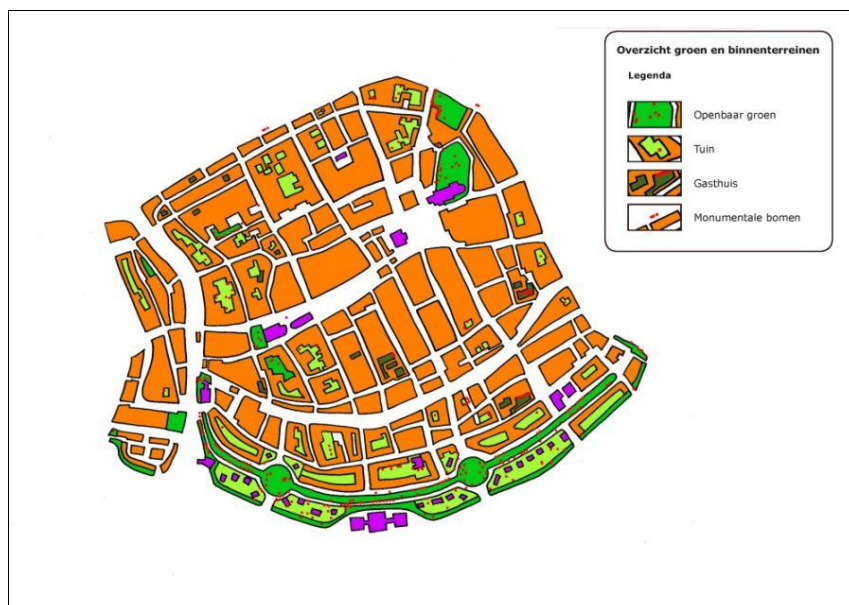 Overzicht groen en binnenterreinen
Legenda
Openbaar groen
Tuin
Gasthuis
Monumentale bomen